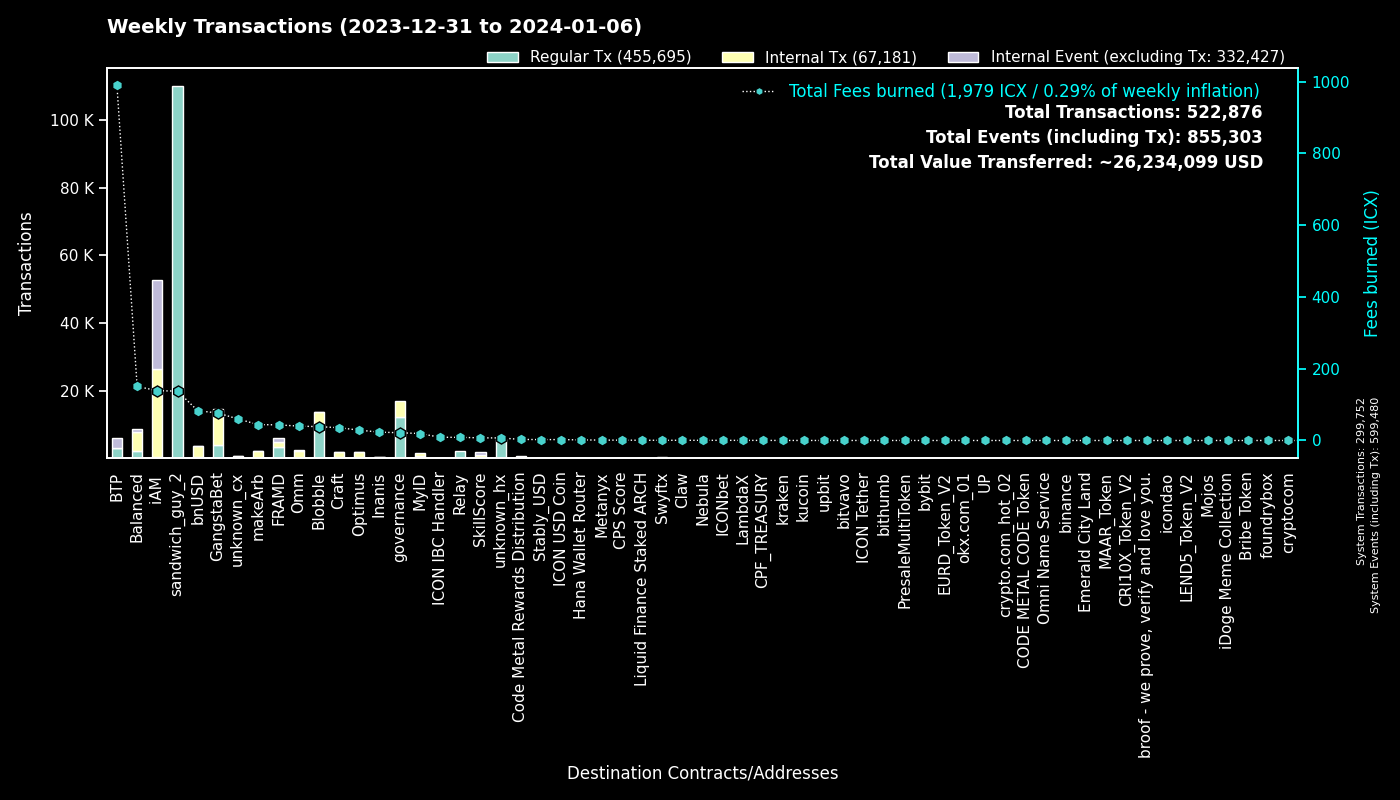 Weekly Transactions (2023-12-31 to 2024-01-06)
Regular Tx (455,695)
Internal Tx (67,181)
Internal Event (excluding Tx: 332,427)
Total Fees burned (1,979 ICX / 0.29% of weekly inflation)
Total Transactions: 522,876
Total Events (including Tx): 855,303
Total Value Transferred: ~26,234,099 USD
Transactions
100 K
80 K
60 K
40 K
20 K
1000
800
600
400
200
0
Fees burned (ICX)
System Transactions: 299,752
System Events (including Tx): 599,480
BTP
Balanced
iAM
sandwich_guy_2
bnUSD
GangstaBet
unknown_cx
makeArb
FRAMD
Omm
Blobble
Craft
Optimus
Inanis
governance
MyID
ICON IBC Handler
Relay
SkillScore
unknown_hx
Code Metal Rewards Distribution
Stably_USD
ICON USD Coin
Hana Wallet Router
Metanyx
CPS Score
Liquid Finance Staked ARCH
Swyftx
Claw
Nebula
ICONbet
LambdaX
CPF_TREASURY
kraken
kucoin
upbit
bitvavo
ICON Tether
bithumb
PresaleMultiToken
bybit
EURD_Token_V2
okx.com_01
UP
crypto.com_hot_02
CODE METAL CODE Token
Omni Name Service
binance
Emerald City Land
MAAR_Token
CRI10X_Token_V2
broof - we prove, verify and love you.
icondao
LEND5_Token_V2
Mojos
iDoge Meme Collection
Bribe Token
foundrybox
cryptocom
Destination Contracts/Addresses